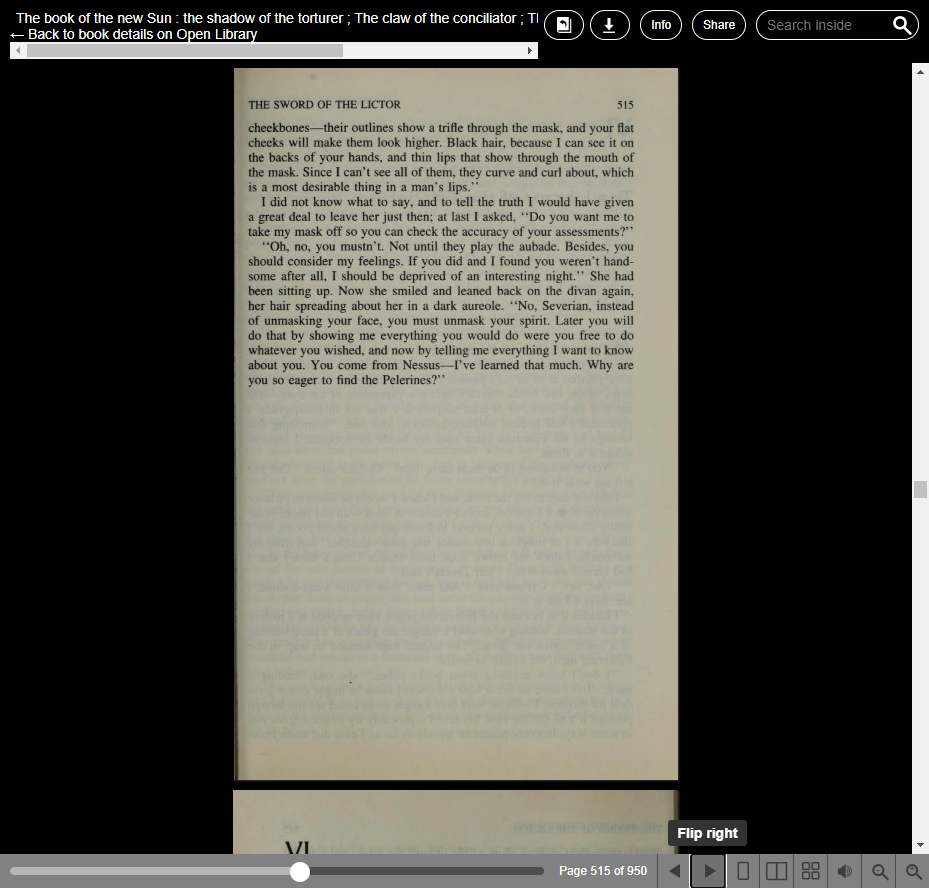 The book of the new Sun : the shadow of the torturer ; The claw of the conciliator ;
← Back to book details on Open Library
Info
Share
Search inside
THE SWORD OF THE LICTOR 515
cheekbones—their outlines show a trifle through the mask, and your flat
cheeks will make them look higher. Black hair, because I can see it on
the backs of your hands, and thin lips that show through the mouth of
the mask. Since I can't see all of them, they curve and curl about, which
is a most desirable thing in a man's lips.''
I did not know what to say, and to tell the truth I would have given
a great deal to leave her just then; at last I asked, ‘‘Do you want me to
take my mask off so you can check the accuracy of your assessments?’’
‘‘Oh, no, you mustn't. Not until they play the aubade. Besides, you
should consider my feelings. If you did and I found you weren't hand-
some after all, I should be deprived of an interesting night.’’ She had
been sitting up. Now she smiled and leaned back on the divan again,
her hair spreading about her in a dark aureole. ‘‘No, Severian, instead
of unmasking your face, you must unmask your spirit. Later you will
do that by showing me everything you would do were you free to do
whatever you wished, and now by telling me everything I want to know
about you. You come from Nessus—I've learned that much. Why are
you so eager to find the Pelerines?’’
VI
Flip right
Page 515 of 950